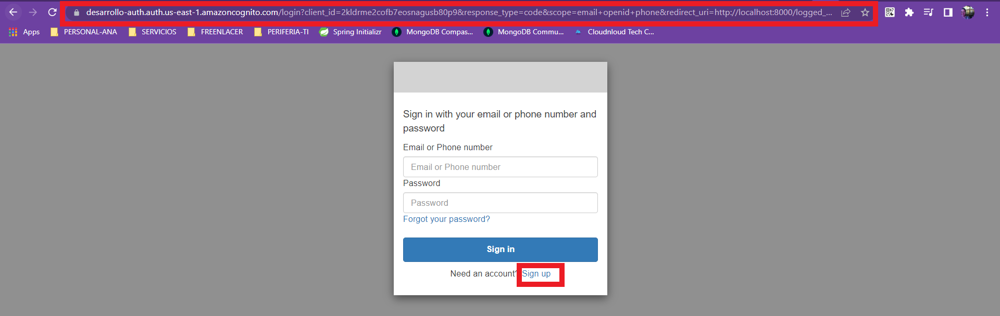 desarrollo-auth.auth.us-east-1.amazoncognito.com/login?client_id=2kldrme2cofb7eosnagusb80p9&response_type=code&scope=email+openid+phone&redirect_uri=http://localhost:8000/logged_...
Apps PERSONAL-ANA SERVICIOS FREENLACER PERIFERIA-TI Spring Initializr MongoDB Compas... MongoDB Commu... Cloudnloud Tech C...
Sign in with your email or phone number and
password
Email or Phone number
Email or Phone number
Password
Password
Forgot your password?
Sign in
Need an account? Sign up